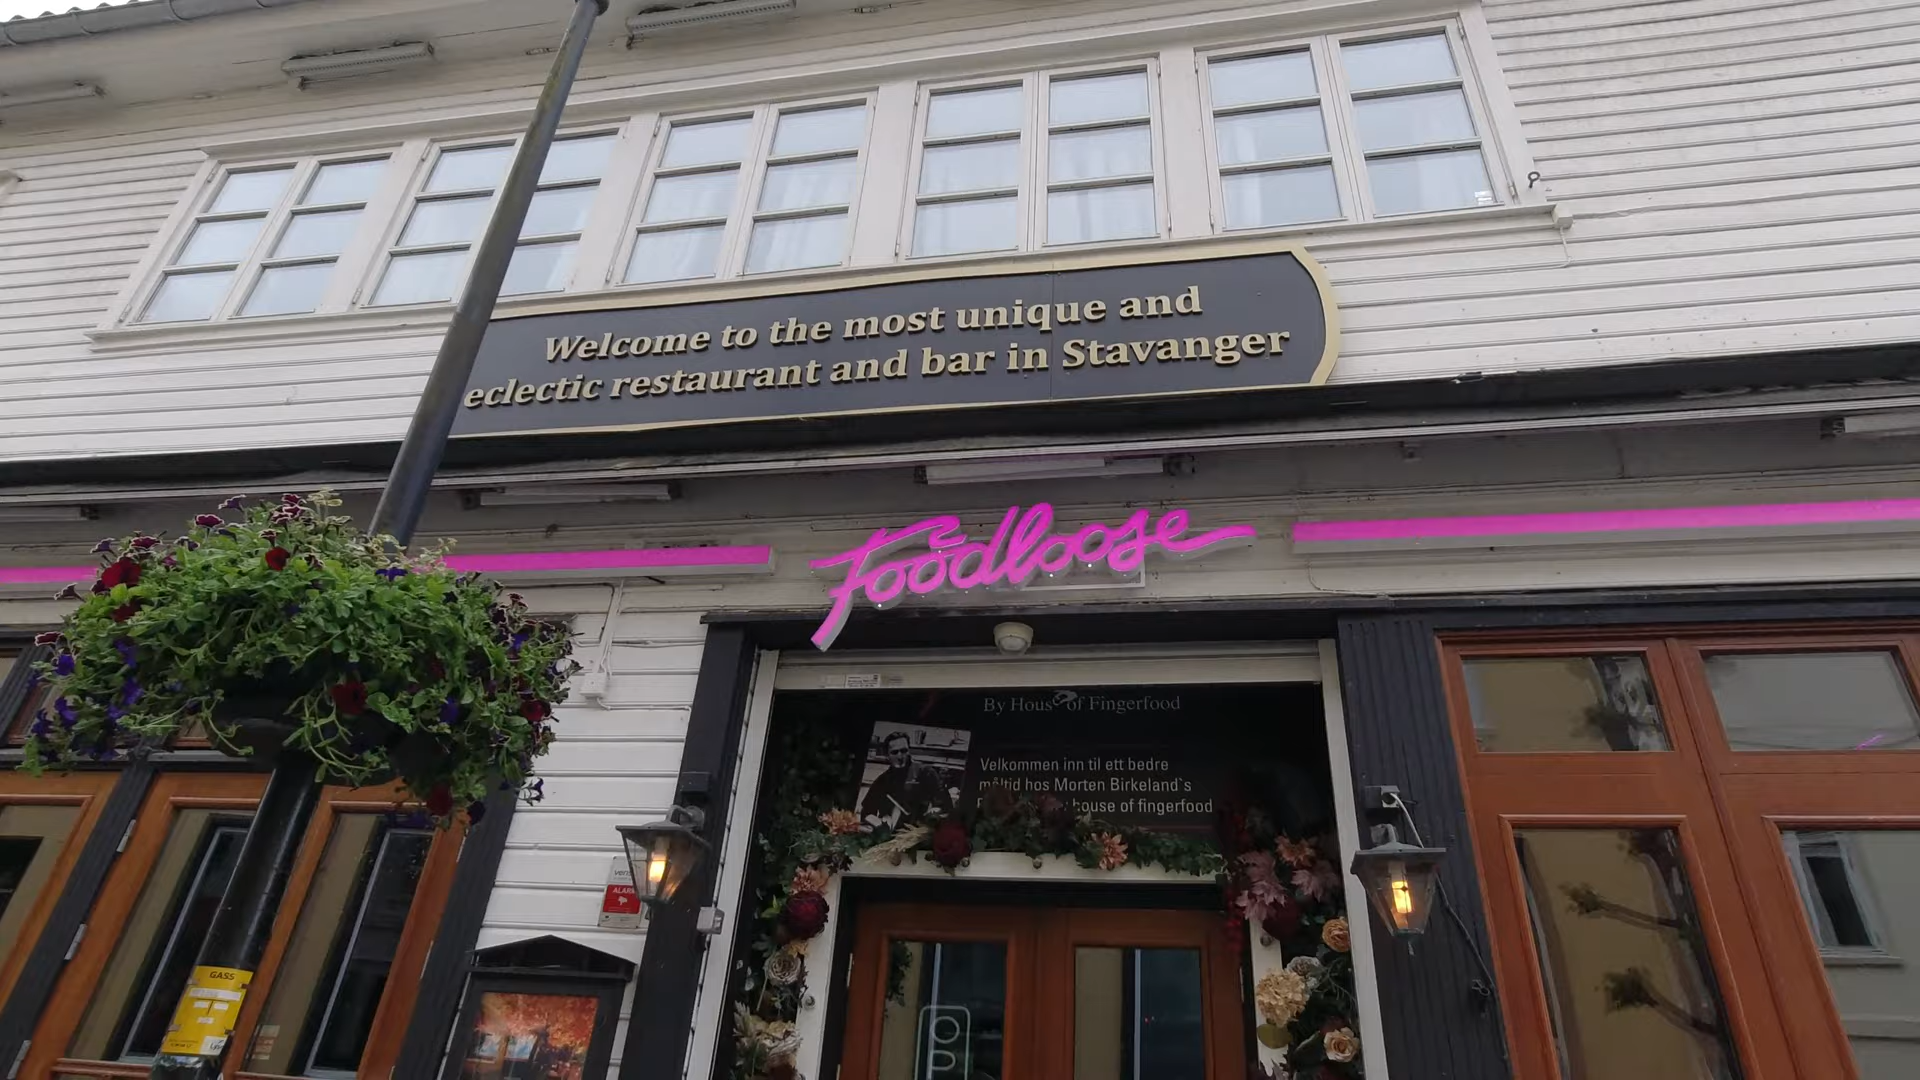 Welcome to the most unique and
eclectic restaurant and bar in Stavanger
Foodloose
By House of Fingerfood
Velkommen inn til ett bedre
måltid hos Morten Birkeland`s
house of fingerfood
ALARM
GASS